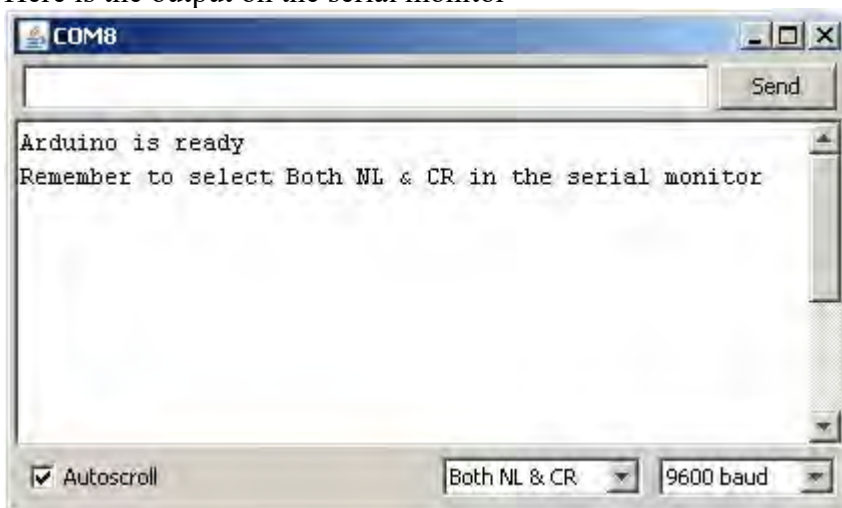 Here is the output on the serial monitor
COM8
Send
Arduino is ready
Remember to select Both NL & CR in the serial monitor
Autoscroll
Both NL & CR
9600 baud